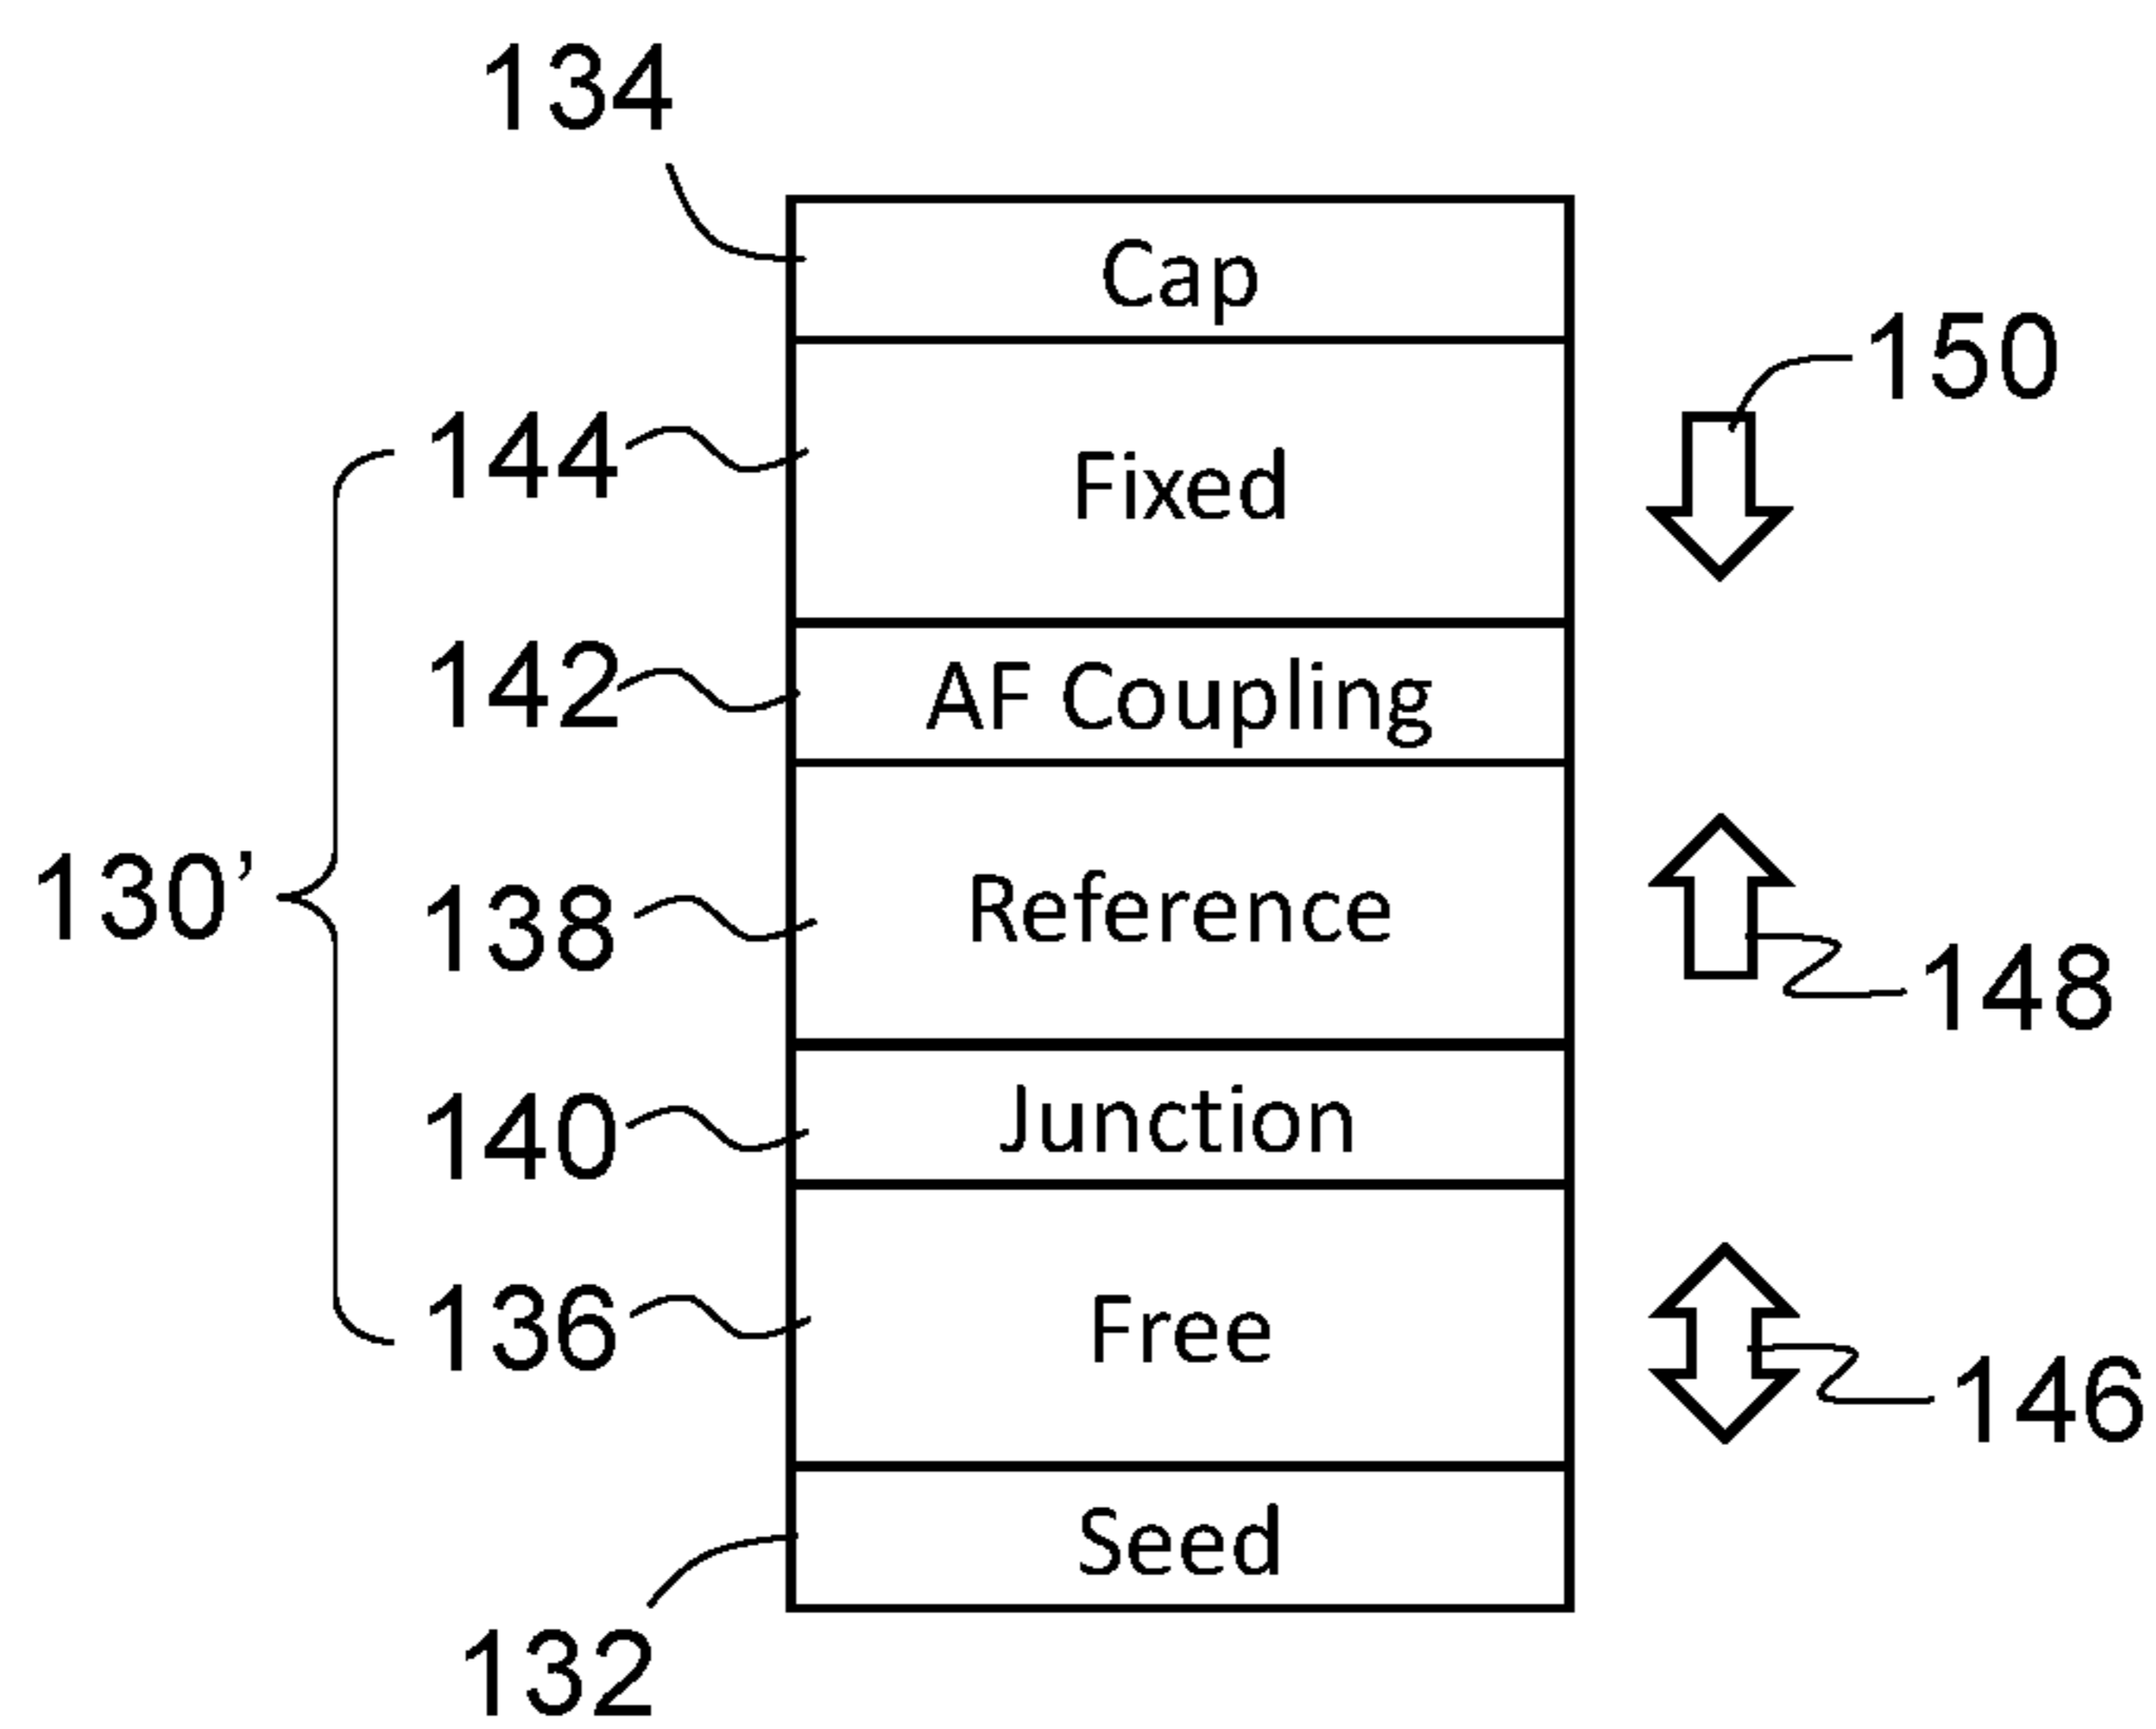 134
Cap
150
144
Fixed
142
AF Coupling
130’
138
Reference
148
140
Junction
136
Free
146
Seed
132